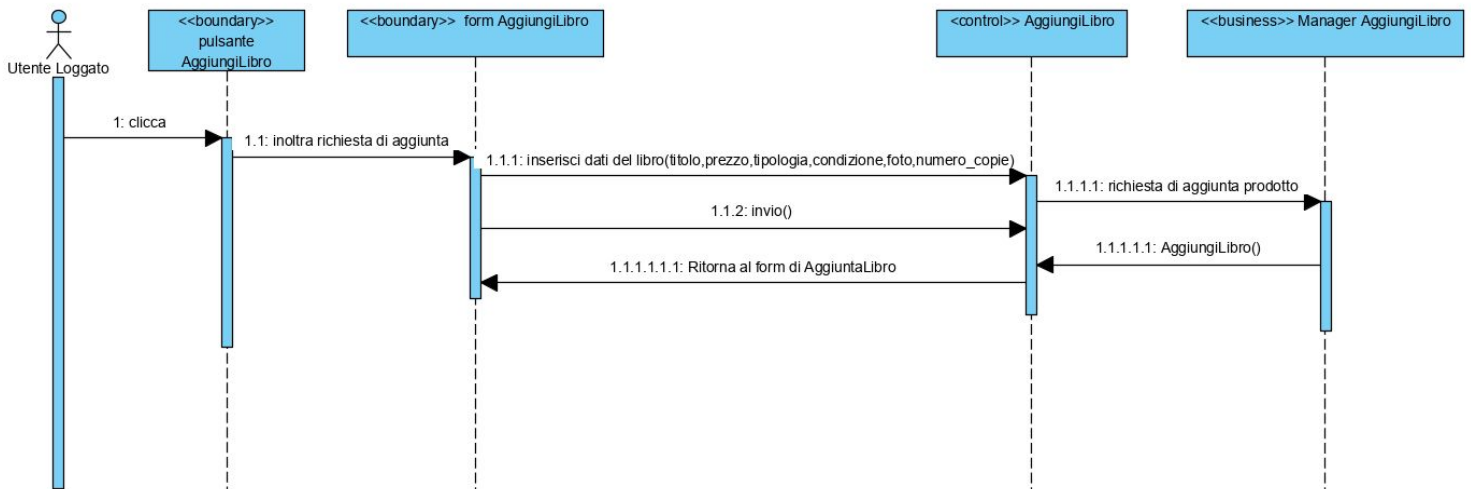 Utente Loggato
<<boundary>>
pulsante
AggiungiLibro
<<boundary>> form AggiungiLibro
<control>> AggiungiLibro
<<business>> Manager AggiungiLibro
1: clicca
1.1: inoltra richiesta di aggiunta
1.1.1: inserisci dati del libro(titolo,prezzo,tipologia,condizione,foto,numero_copie)
1.1.1.1: richiesta di aggiunta prodotto
1.1.2: invio()
1.1.1.1.1: AggiungiLibro()
1.1.1.1.1.1: Ritorna al form di AggiuntaLibro